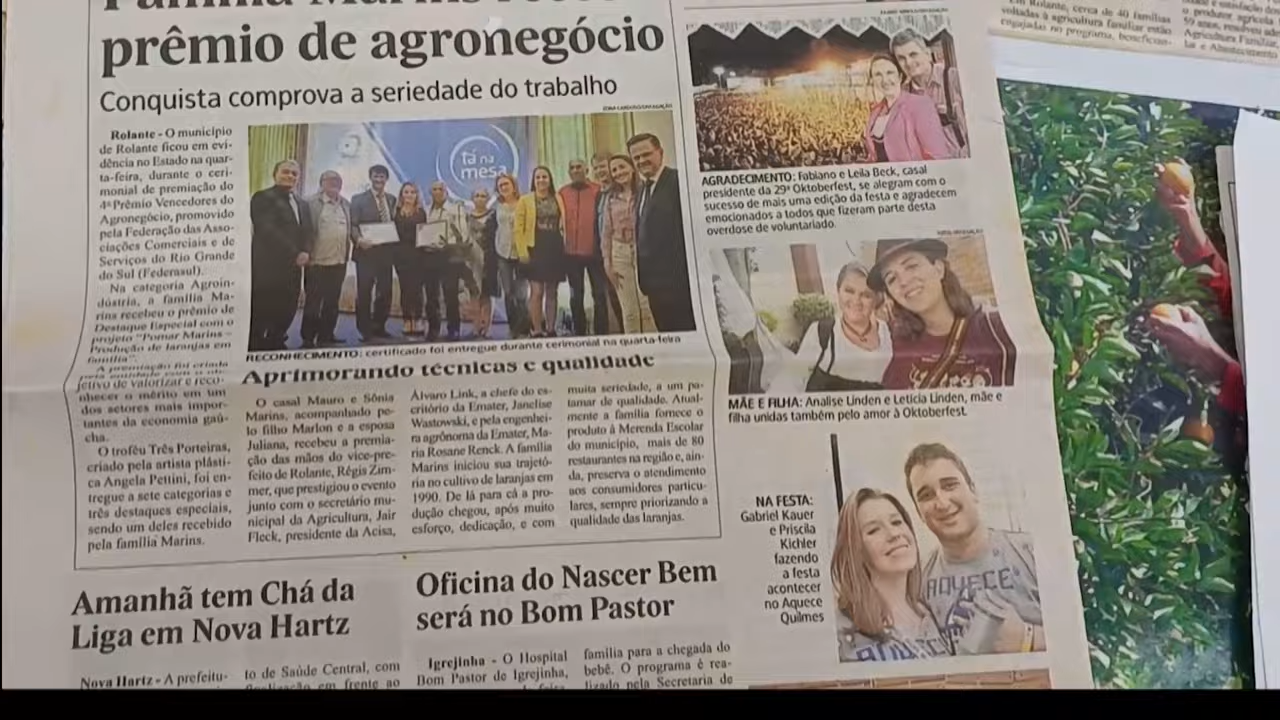 prêmio de agronegócio
Conquista comprova a seriedade do trabalho
Rolante - O município
de Rolante ficou em evi-
dência no Estado na quar-
ta-feira, durante o ceri-
monial de premiação do
4º Prêmio Vencedores do
Agronegócio, promovido
pela Federação das Asso-
ciações Comerciais e de
Serviços do Rio Grande
do Sul (Federasul).
Na categoria Agroin-
dústria, a família Ma-
rins recebeu o prêmio de
Destaque Especial com o
projeto "Pomar Marins -
Produção de laranjas em
família".
A premiação foi criada
jetivo de valorizar e reco-
nhecer o mérito em um
dos setores mais impor-
tantes da economia gaú-
cha.
O troféu Três Porteiras,
criado pela artista plásti-
ca Angela Pettini, foi en-
tregue a sete categorias e
três destaques especiais,
sendo um deles recebido
pela família Marins.
tá na
mesa
RECONHECIMENTO: certificado foi entregue durante cerimonial na quarta-feira
Aprimorando técnicas e qualidade
O casal Mauro e Sônia
Marins, acompanhado pe-
lo filho Marlon e a esposa
Juliana, recebeu a premia-
ção das mãos do vice-pre-
feito de Rolante, Régis Zim-
mer, que prestigiou o evento
junto com o secretário mu-
nicipal da Agricultura, Jair
Fleck, presidente da Acisa,
Álvaro Link, a chefe do es-
critório da Emater, Janelise
Wastowski, e pela engenhei-
ra agrônoma da Emater, Ma-
ria Rosane Renck. A família
Marins iniciou sua trajetó-
ria no cultivo de laranjas em
1990. De lá para cá a pro-
dução chegou, após muito
esforço, dedicação, e com
muita seriedade, a um pa-
tamar de qualidade. Atual-
mente a família fornece o
produto à Merenda Escolar
do município, mais de 80
restaurantes na região e, ain-
da, preserva o atendimento
aos consumidores particu-
lares, sempre priorizando a
qualidade das laranjas.
Amanhã tem Chá da
Liga em Nova Hartz
Nova Hartz - A prefeitu-
to de Saúde Central, com
em frente ao
Oficina do Nascer Bem
será no Bom Pastor
Igrejinha - O Hospital
Bom Pastor de Igrejinha,
família para a chegada do
bebê. O programa é rea-
lizado pela Secretaria de
AGRADECIMENTO: Fabiano e Leila Beck, casal
presidente da 29ª Oktoberfest, se alegram com o
sucesso de mais uma edição da festa e agradecem
emocionados a todos que fizeram parte desta
overdose de voluntariado.
MÃE E FILHA: Analise Linden e Letícia Linden, mãe e
filha unidas também pelo amor à Oktoberfest.
NA FESTA:
Gabriel Kauer
e Priscila
Kichler
fazendo
a festa
acontecer
no Aquece
Quilmes
AQUECE
Rolante, cerca de 40 famílias
voltadas à agricultura familiar estão
engajadas no programa,
produtor agrícola
59 anos,
Agricultura Familiar,